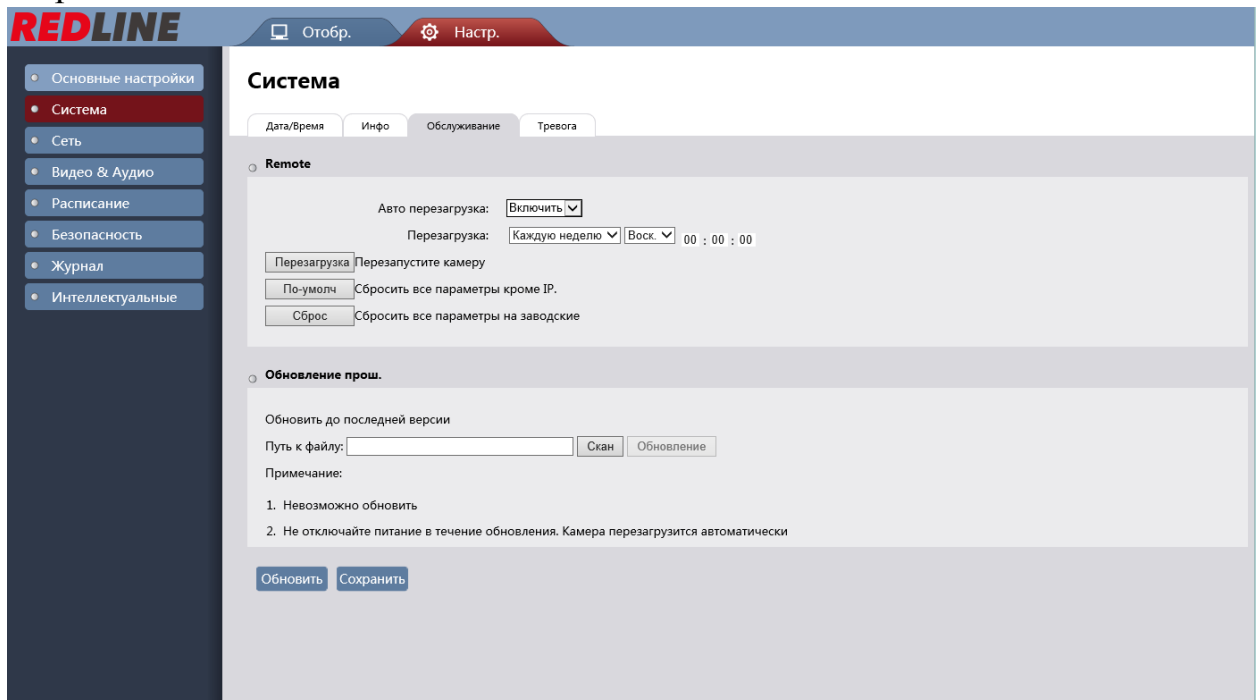 REDLINE
Отобр.
Настр.
Основные настройки
Система
Сеть
Видео & Аудио
Расписание
Безопасность
Журнал
Интеллектуальные
Система
Дата/Время Инфо Обслуживание Тревога
Remote
Авто перезагрузка: Включить
Перезагрузка: Каждую неделю Воск. 00 : 00 : 00
Перезагрузка Перезапустите камеру
По-умолч Сбросить все параметры кроме IP.
Сброс Сбросить все параметры на заводские
Обновление прош.
Обновить до последней версии
Путь к файлу: Скан Обновление
Примечание:
1. Невозможно обновить
2. Не отключайте питание в течение обновления. Камера перезагрузится автоматически
Обновить Сохранить